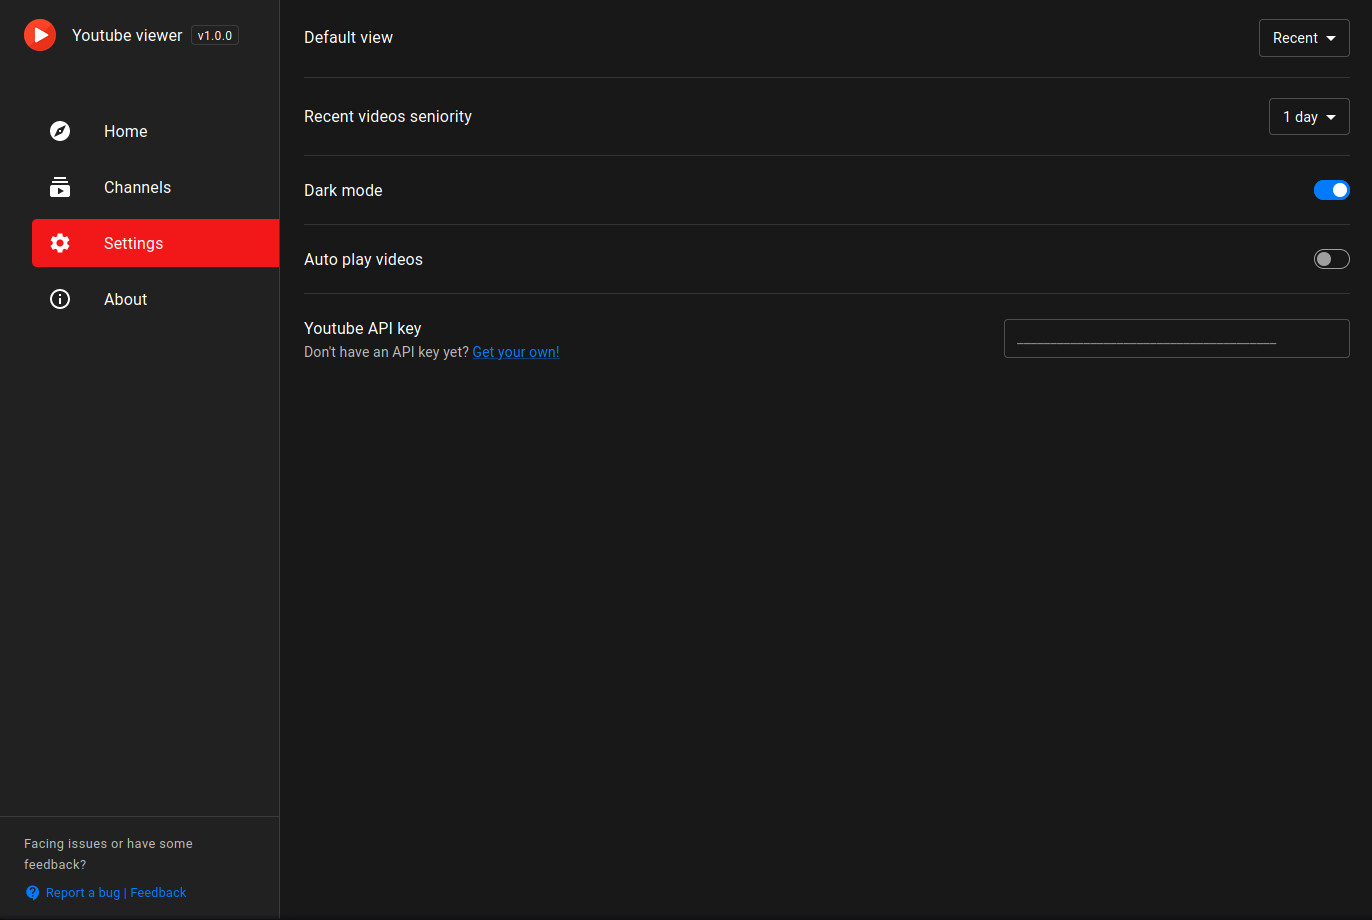 Youtube viewer v1.0.0
Home
Channels
Settings
About
Facing issues or have some
feedback?
Report a bug | Feedback
Default view
Recent
Recent videos seniority
1 day
Dark mode
Auto play videos
Youtube API key
Don't have an API key yet? Get your own!
_______________________________________